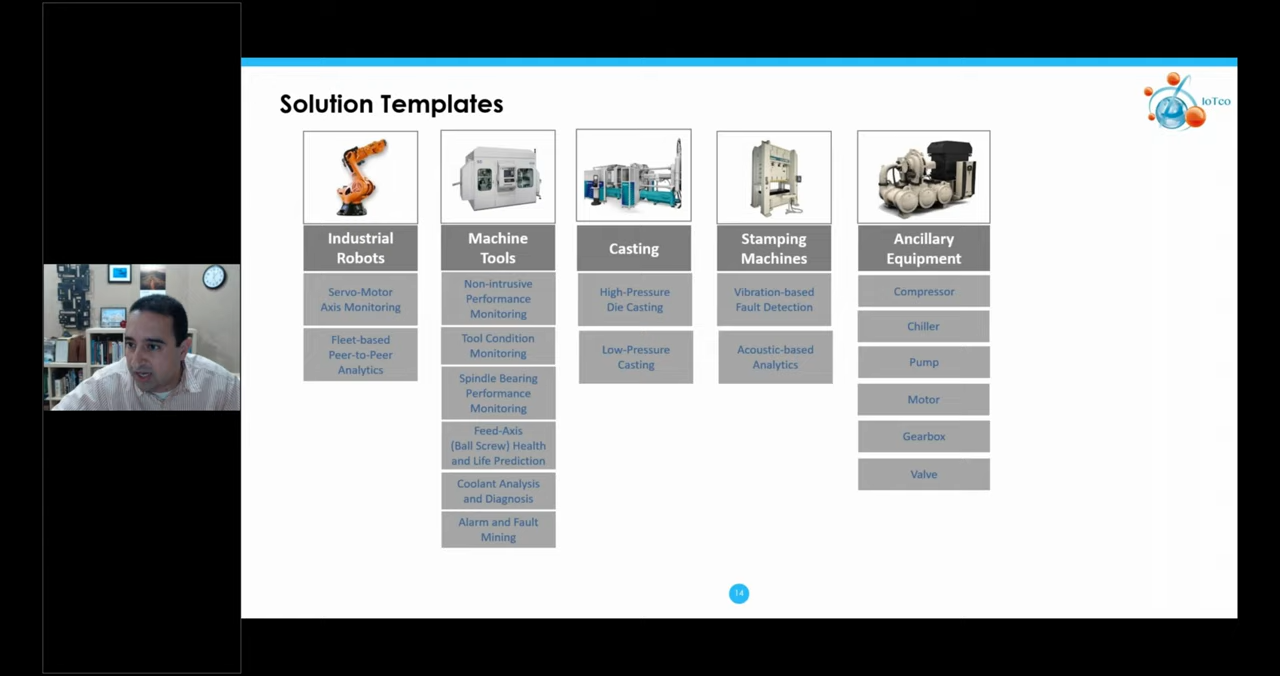 Solution Templates
IoTco
Industrial
Robots
Servo-Motor
Axis Monitoring
Fleet-based
Peer-to-Peer
Analytics
Machine
Tools
Non-intrusive
Performance
Monitoring
Tool Condition
Monitoring
Spindle Bearing
Performance
Monitoring
Feed-Axis
(Ball Screw) Health
and Life Prediction
Coolant Analysis
and Diagnosis
Alarm and Fault
Mining
Casting
High-Pressure
Die Casting
Low-Pressure
Casting
Stamping
Machines
Vibration-based
Fault Detection
Acoustic-based
Analytics
Ancillary
Equipment
Compressor
Chiller
Pump
Motor
Gearbox
Valve
14